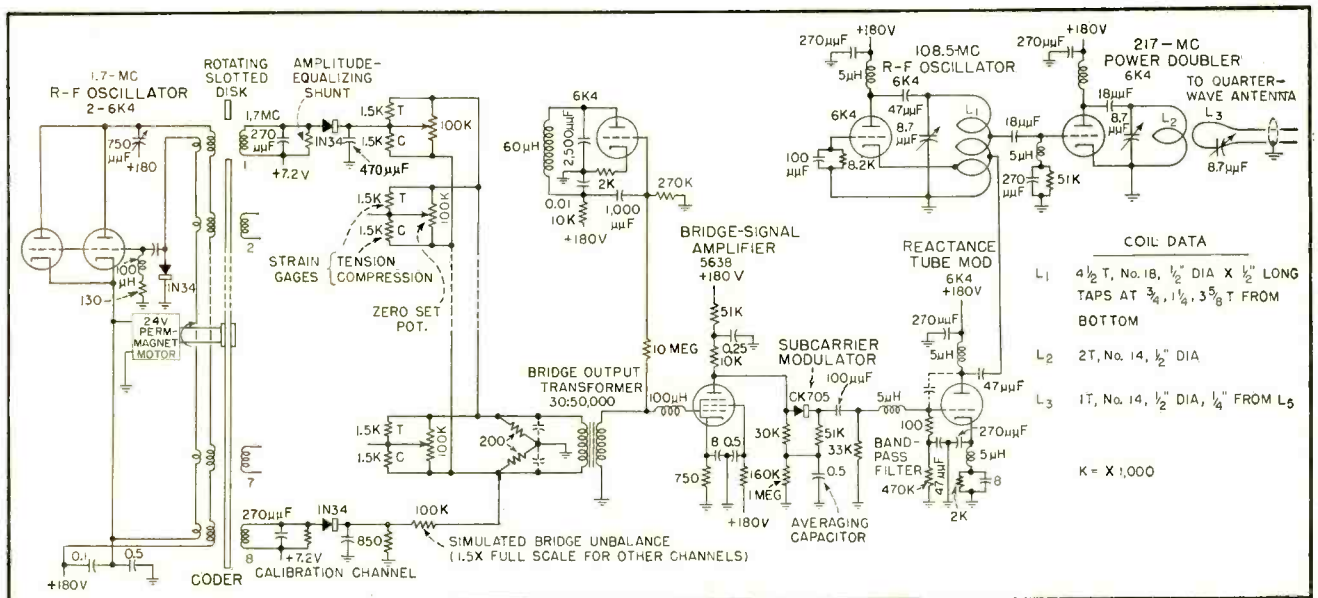 1.7-MC
R-F OSCILLATOR
2-6K4
750
μμF
+180
100
μH
130
1N34
24V
PERM-
MAGNET
MOTOR
0.1
0.5
+180V
ROTATING
SLOTTED
DISK
CODER
AMPLITUDE-
EQUALIZING
SHUNT
1.7MC
270
μμF
1N34
+7.2V
470μμF
1
2
7
8
1.5K T
1.5K C
100K
1.5K T
1.5K C
100K
STRAIN GAGES
TENSION
COMPRESSION
ZERO SET
POT.
1.5K T
1.5K C
100K
200
BRIDGE OUTPUT
TRANSFORMER
30:50,000
270μμF
1N34
+7.2V
850
100K
CALIBRATION CHANNEL
SIMULATED BRIDGE UNBALANCE
(1.5X FULL SCALE FOR OTHER CHANNELS)
6K4
60μH
2,500μμF
2K
0.01
10K
+180V
1,000
μμF
270K
10 MEG
100μH
BRIDGE-SIGNAL
AMPLIFIER
5638
+180 V
51K
0.25
10K
8
0.5
750
1 MEG
+180V
SUBCARRIER
MODULATOR
CK705
100μμF
30K
51K
160K
0.5
33K
AVERAGING
CAPACITOR
5μH
100
BAND-
PASS
FILTER
470K
47μμF
270μμF
5μH
8
2K
REACTANCE
TUBE MOD
6K4
+180V
270μμF
5μH
47μμF
+180V
270μμF
5μH
108.5-MC
R-F OSCILLATOR
6K4
6K4
47μμF
8.7
μμF
L1
100
μμF
8.2K
18μμF
5μH
270
μμF
51K
+180V
270μμF
217-MC
POWER DOUBLER
6K4
18μμF
8.7
μμF
L2
TO QUARTER-
WAVE ANTENNA
L3
8.7μμF
COIL DATA
L1 4½ T, No. 18, ½" DIA X ½" LONG
TAPS AT ¾, 1¼, 3⅝ T FROM
BOTTOM
L2 2T, No. 14, ½" DIA
L3 1T, No. 14, ½" DIA, ¼" FROM L5
K = X 1,000